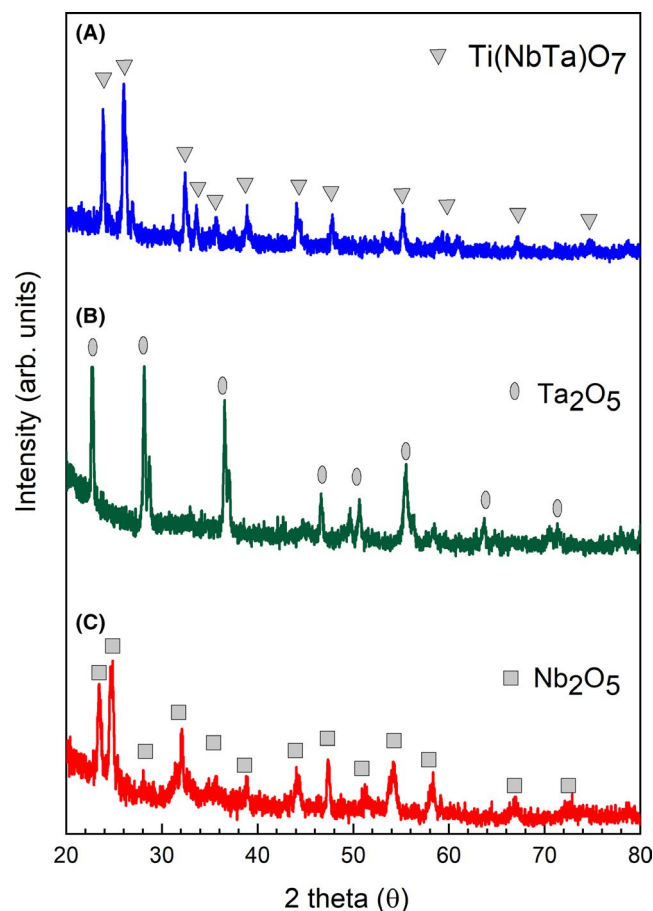 (A)
Ti(NbTa)O7
(B)
Ta2O5
(C)
Nb2O5
Intensity (arb. units)
20 30 40 50 60 70 80
2 theta (θ)